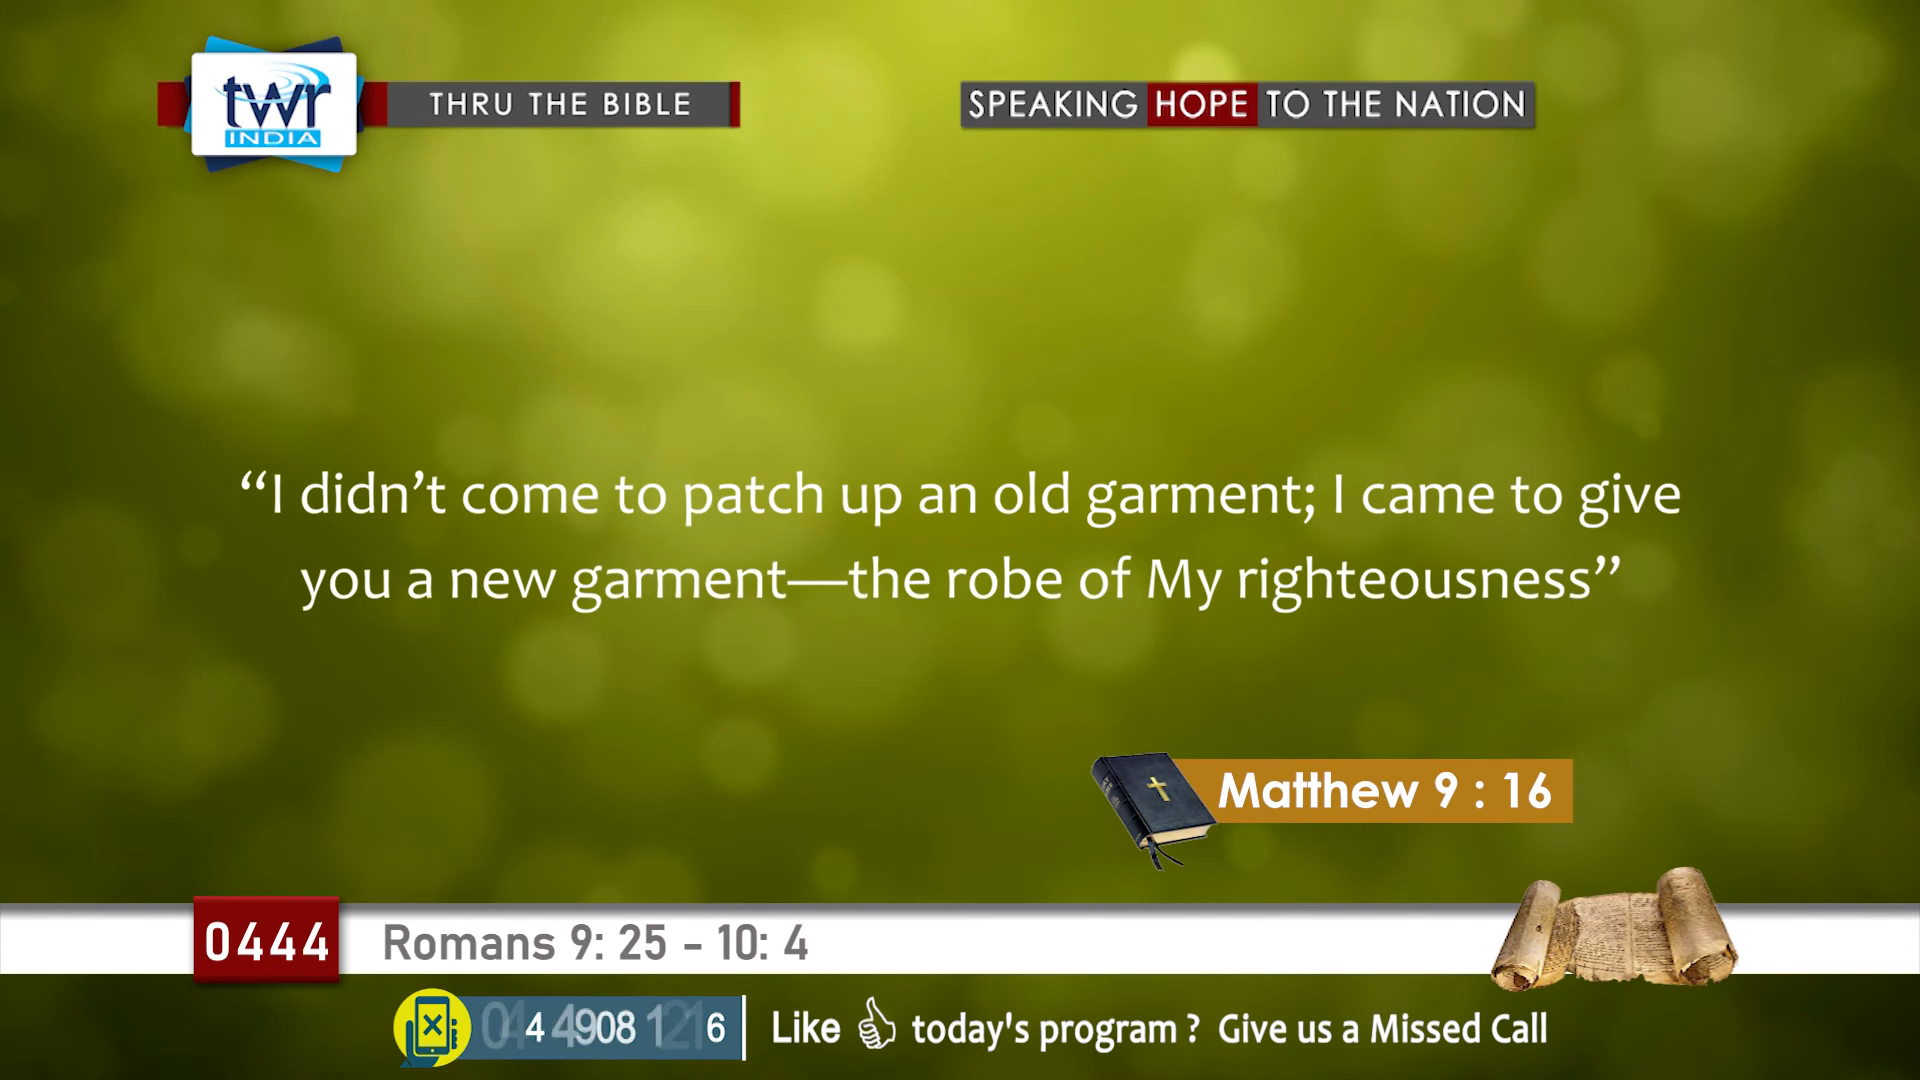 twr
INDIA
THRU THE BIBLE
SPEAKING HOPE TO THE NATION
“I didn’t come to patch up an old garment; I came to give
you a new garment—the robe of My righteousness”
Matthew 9 : 16
0444 Romans 9: 25 - 10: 4
Like today's program ? Give us a Missed Call